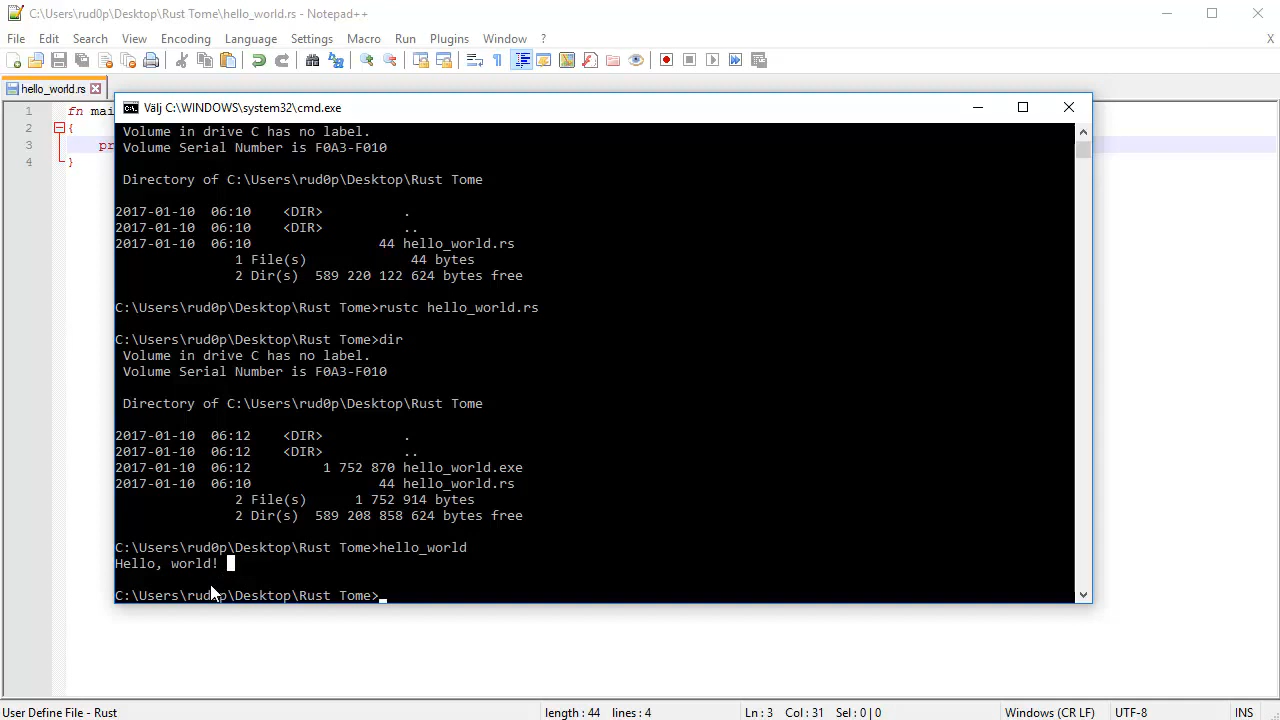 C:\Users\rud0p\Desktop\Rust Tome\hello_world.rs - Notepad++
File Edit Search View Encoding Language Settings Macro Run Plugins Window ? X
hello_world.rs
1 fn mai
2 {
3 pr
4 }
Välj C:\WINDOWS\system32\cmd.exe
Volume in drive C has no label.
Volume Serial Number is F0A3-F010
Directory of C:\Users\rud0p\Desktop\Rust Tome
2017-01-10 06:10 <DIR> .
2017-01-10 06:10 <DIR> ..
2017-01-10 06:10 44 hello_world.rs
1 File(s) 44 bytes
2 Dir(s) 589 220 122 624 bytes free
C:\Users\rud0p\Desktop\Rust Tome>rustc hello_world.rs
C:\Users\rud0p\Desktop\Rust Tome>dir
Volume in drive C has no label.
Volume Serial Number is F0A3-F010
Directory of C:\Users\rud0p\Desktop\Rust Tome
2017-01-10 06:12 <DIR> .
2017-01-10 06:12 <DIR> ..
2017-01-10 06:12 1 752 870 hello_world.exe
2017-01-10 06:10 44 hello_world.rs
2 File(s) 1 752 914 bytes
2 Dir(s) 589 208 858 624 bytes free
C:\Users\rud0p\Desktop\Rust Tome>hello_world
Hello, world!
C:\Users\rud0p\Desktop\Rust Tome>
User Define File - Rust length : 44 lines : 4 Ln : 3 Col : 31 Sel : 0 | 0 Windows (CR LF) UTF-8 INS